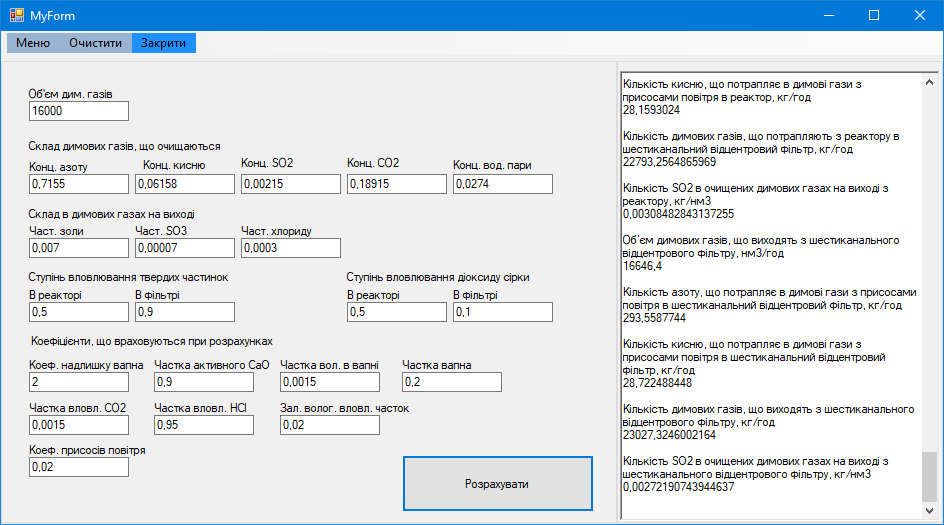 MyForm
Меню Очистити Закрити
Об'єм дим. газів
16000
Склад димових газів, що очищаються
Конц. азоту Конц. кисню Конц. SO2 Конц. CO2 Конц. вод. пари
0,7155 0,06158 0,00215 0,18915 0,0274
Склад в димових газах на виході
Част. золи Част. SO3 Част. хлориду
0,007 0,00007 0,0003
Ступінь вловлювання твердих частинок Ступінь вловлювання діоксиду сірки
В реакторі В фільтрі В реакторі В фільтрі
0,5 0,9 0,5 0,1
Коефіцієнти, що враховуються при розрахунках
Коеф. надлишку вапна Частка активного CaO Частка вол. в вапні Частка вапна
2 0,9 0,0015 0,2
Частка вловл. CO2 Частка вловл. HCl Зал. волог. вловл. часток
0,0015 0,95 0,02
Коеф. присосів повітря
0,02
Розрахувати
Кількість кисню, що потрапляє в димові гази з
присосами повітря в реактор, кг/год
28,1593024
Кількість димових газів, що потрапляють з реактору в
шестиканальний відцентровий фільтр, кг/год
22793,2564865969
Кількість SO2 в очищених димових газах на виході з
реактору, кг/нм3
0,00308482843137255
Об'єм димових газів, що виходять з шестиканального
відцентрового фільтру, нм3/год
16646,4
Кількість азоту, що потрапляє в димові гази з присосами
повітря в шестиканальний відцентровий фільтр, кг/год
293,5587744
Кількість кисню, що потрапляє в димові гази з
присосами повітря в шестиканальний відцентровий
фільтр, кг/год
28,722488448
Кількість димових газів, що виходять з шестиканального
відцентрового фільтру, кг/год
23027,3246002164
Кількість SO2 в очищених димових газах на виході з
шестиканального відцентрового фільтру, кг/нм3
0,00272190743944637